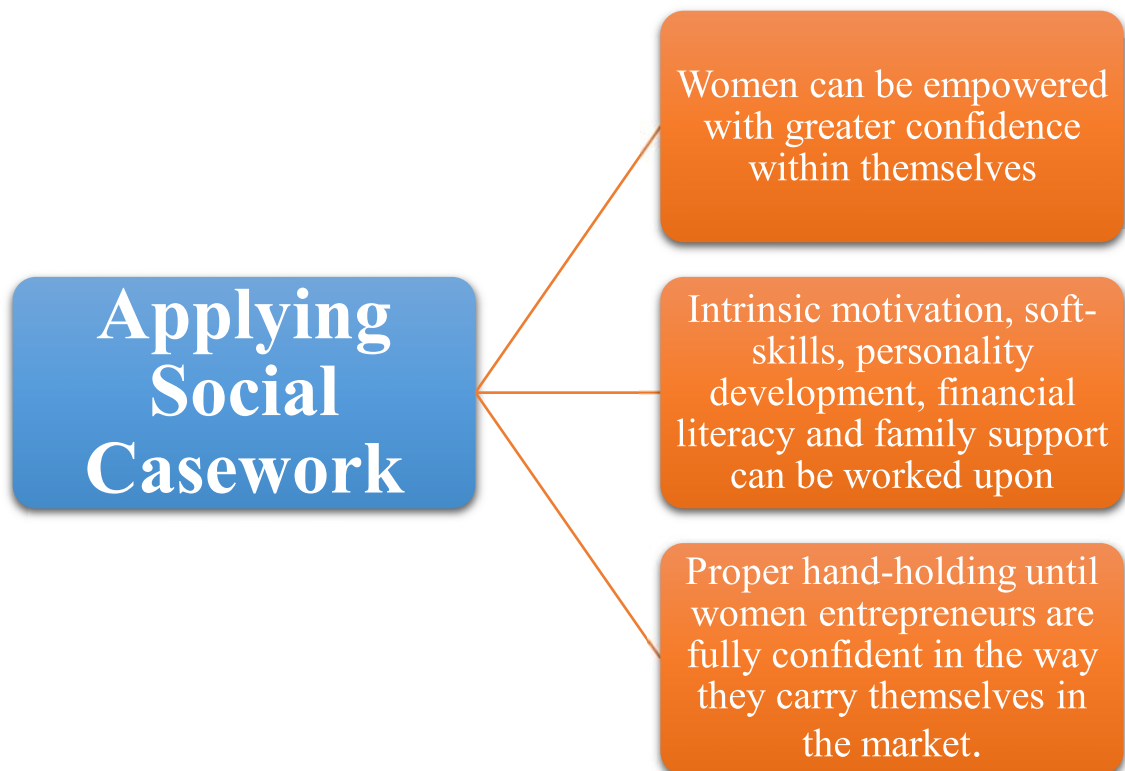 Applying
Social
Casework
Women can be empowered
with greater confidence
within themselves
Intrinsic motivation, soft-
skills, personality
development, financial
literacy and family support
can be worked upon
Proper hand-holding until
women entrepreneurs are
fully confident in the way
they carry themselves in
the market.